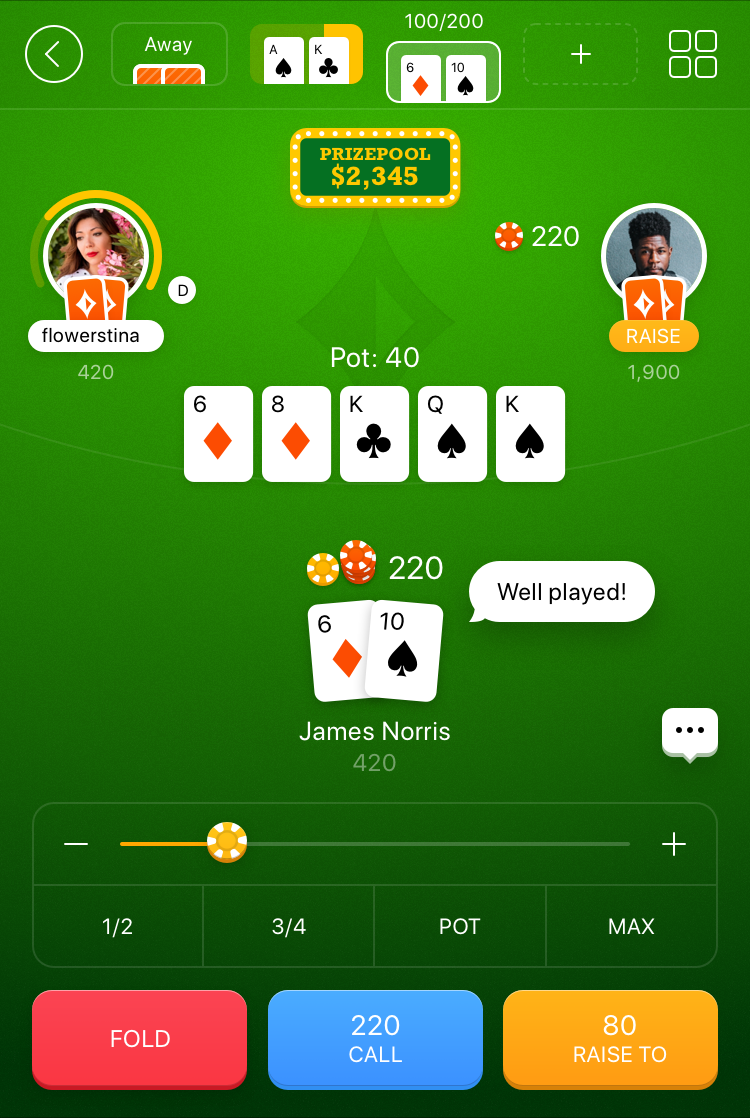 100/200
Away
A
K
6
10
+
PRIZEPOOL
$2,345
220
D
flowerstina
420
RAISE
1,900
Pot: 40
6
8
K
Q
K
220
Well played!
6
10
James Norris
420
1/2
3/4
POT
MAX
FOLD
220
CALL
80
RAISE TO